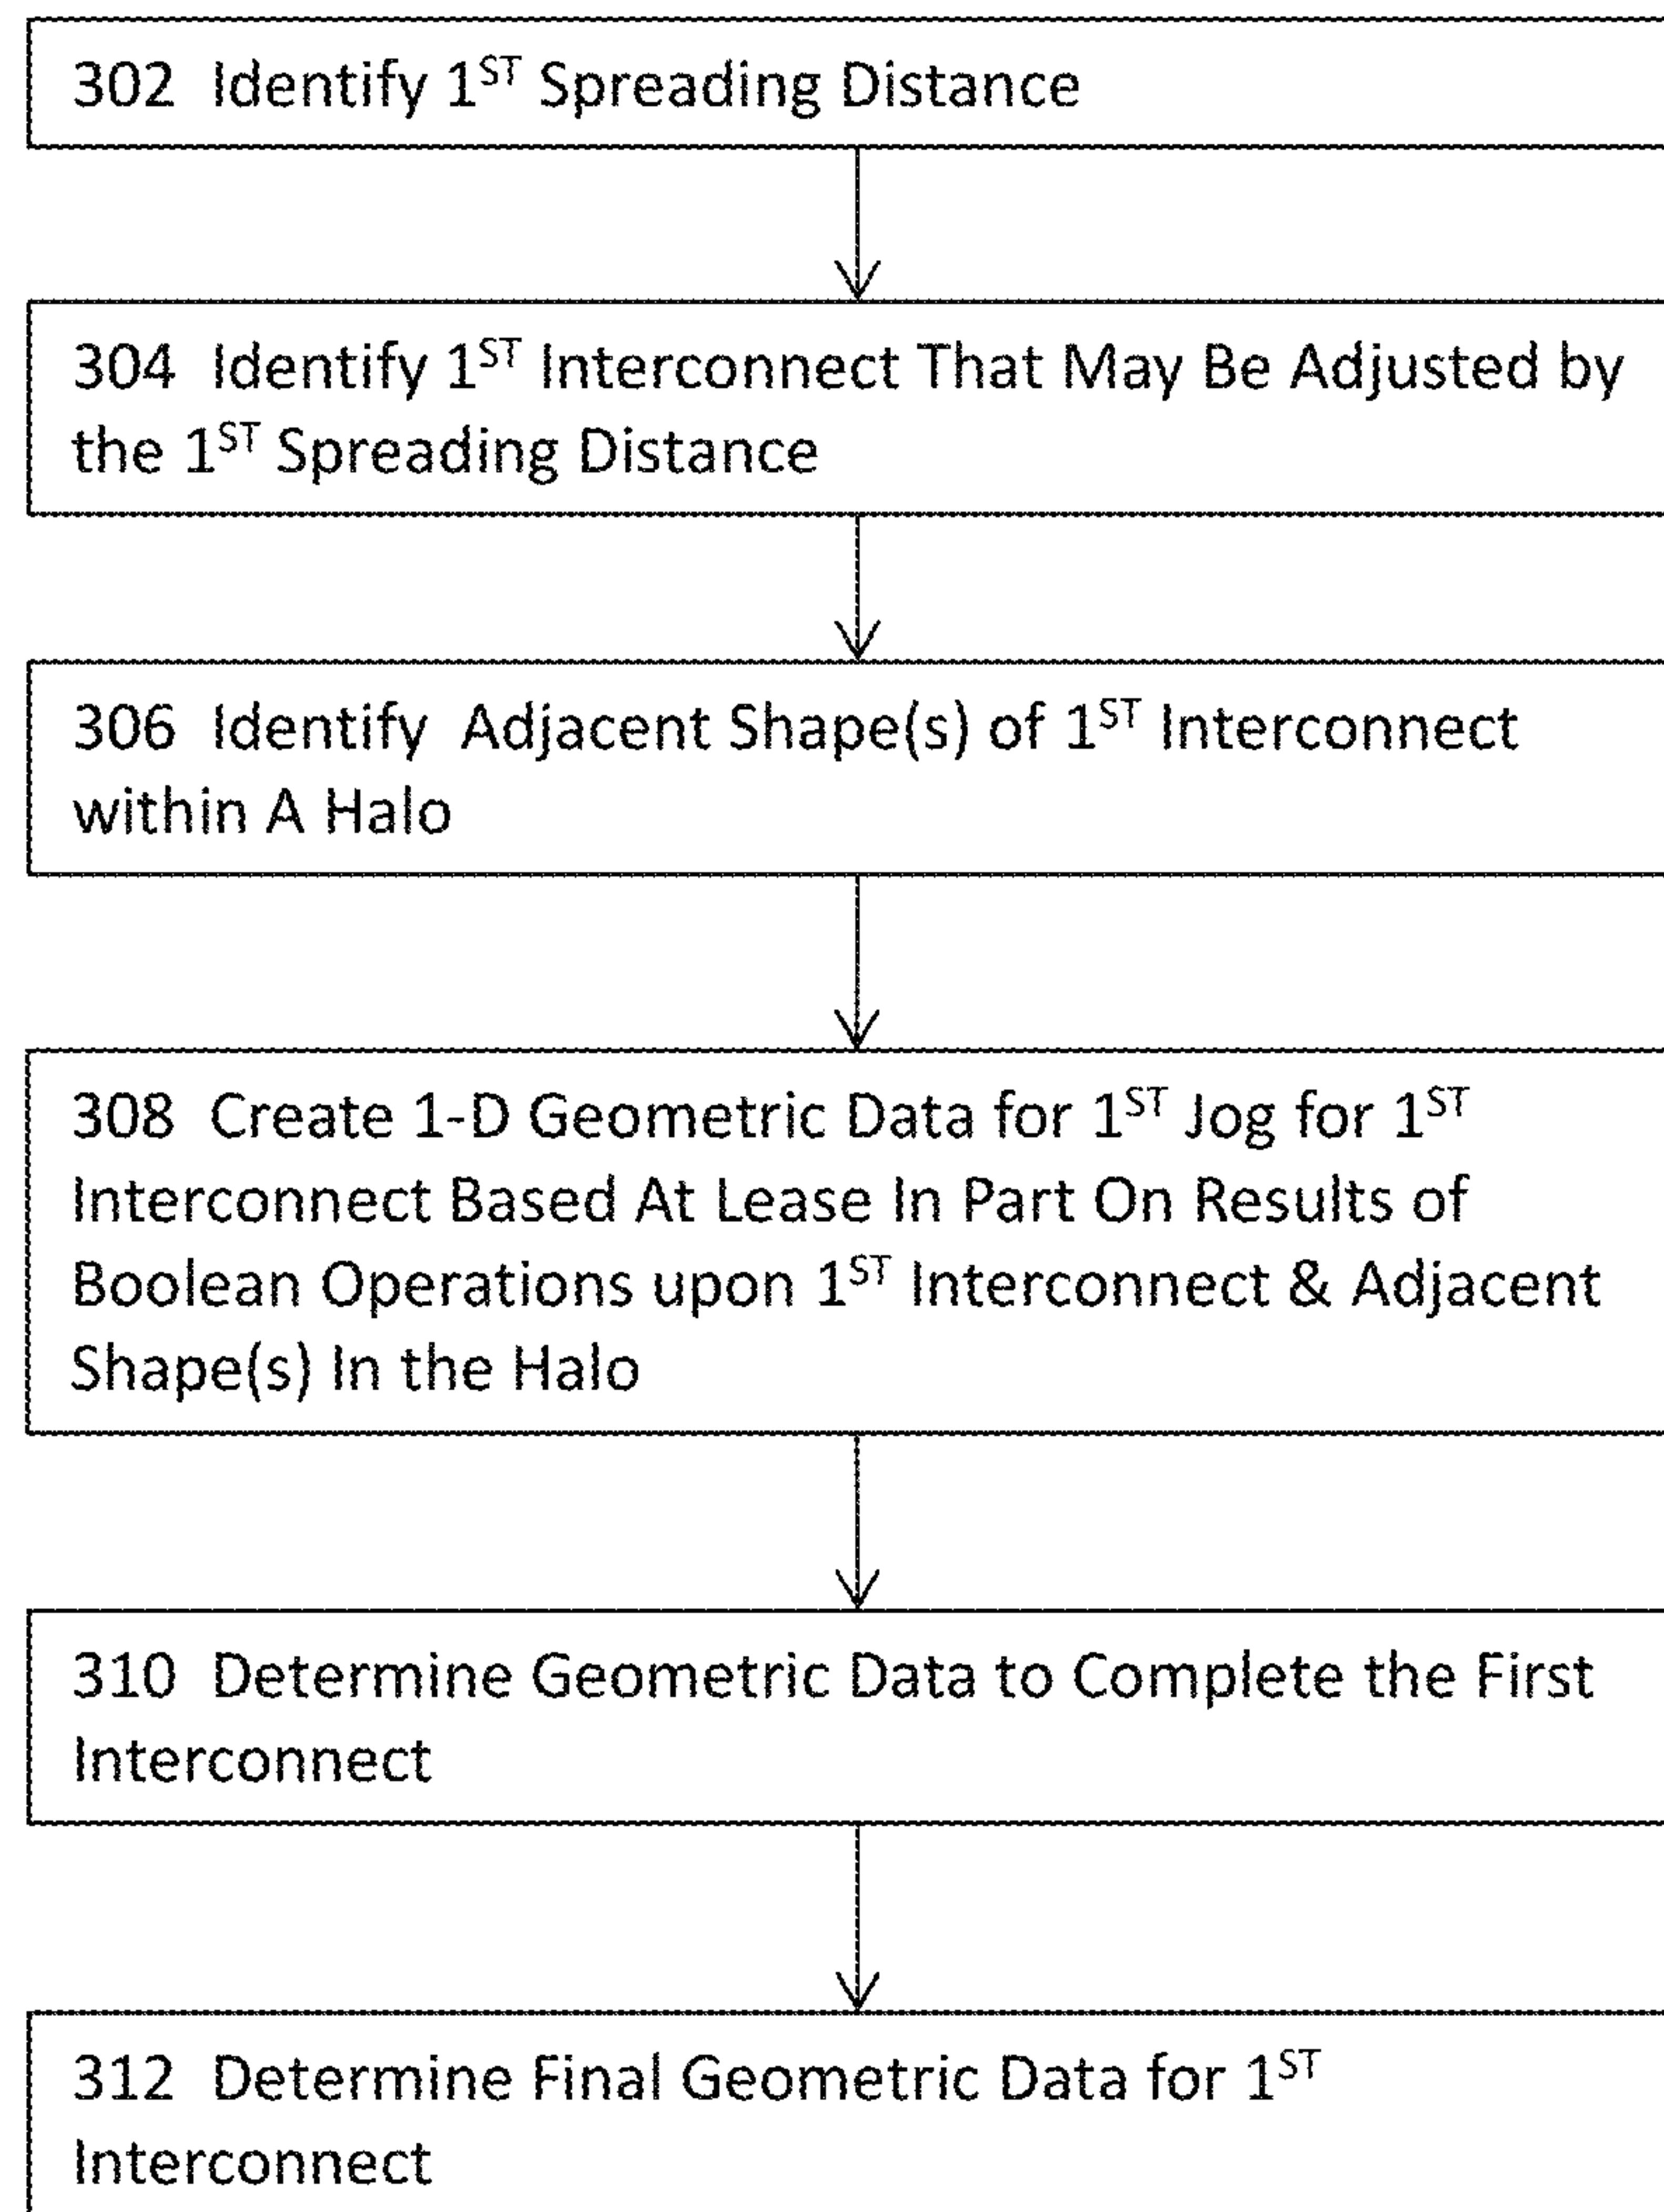 302 Identify 1ST Spreading Distance
304 Identify 1ST Interconnect That May Be Adjusted by
the 1ST Spreading Distance
306 Identify Adjacent Shape(s) of 1ST Interconnect
within A Halo
308 Create 1-D Geometric Data for 1ST Jog for 1ST
Interconnect Based At Lease In Part On Results of
Boolean Operations upon 1ST Interconnect & Adjacent
Shape(s) In the Halo
310 Determine Geometric Data to Complete the First
Interconnect
312 Determine Final Geometric Data for 1ST
Interconnect